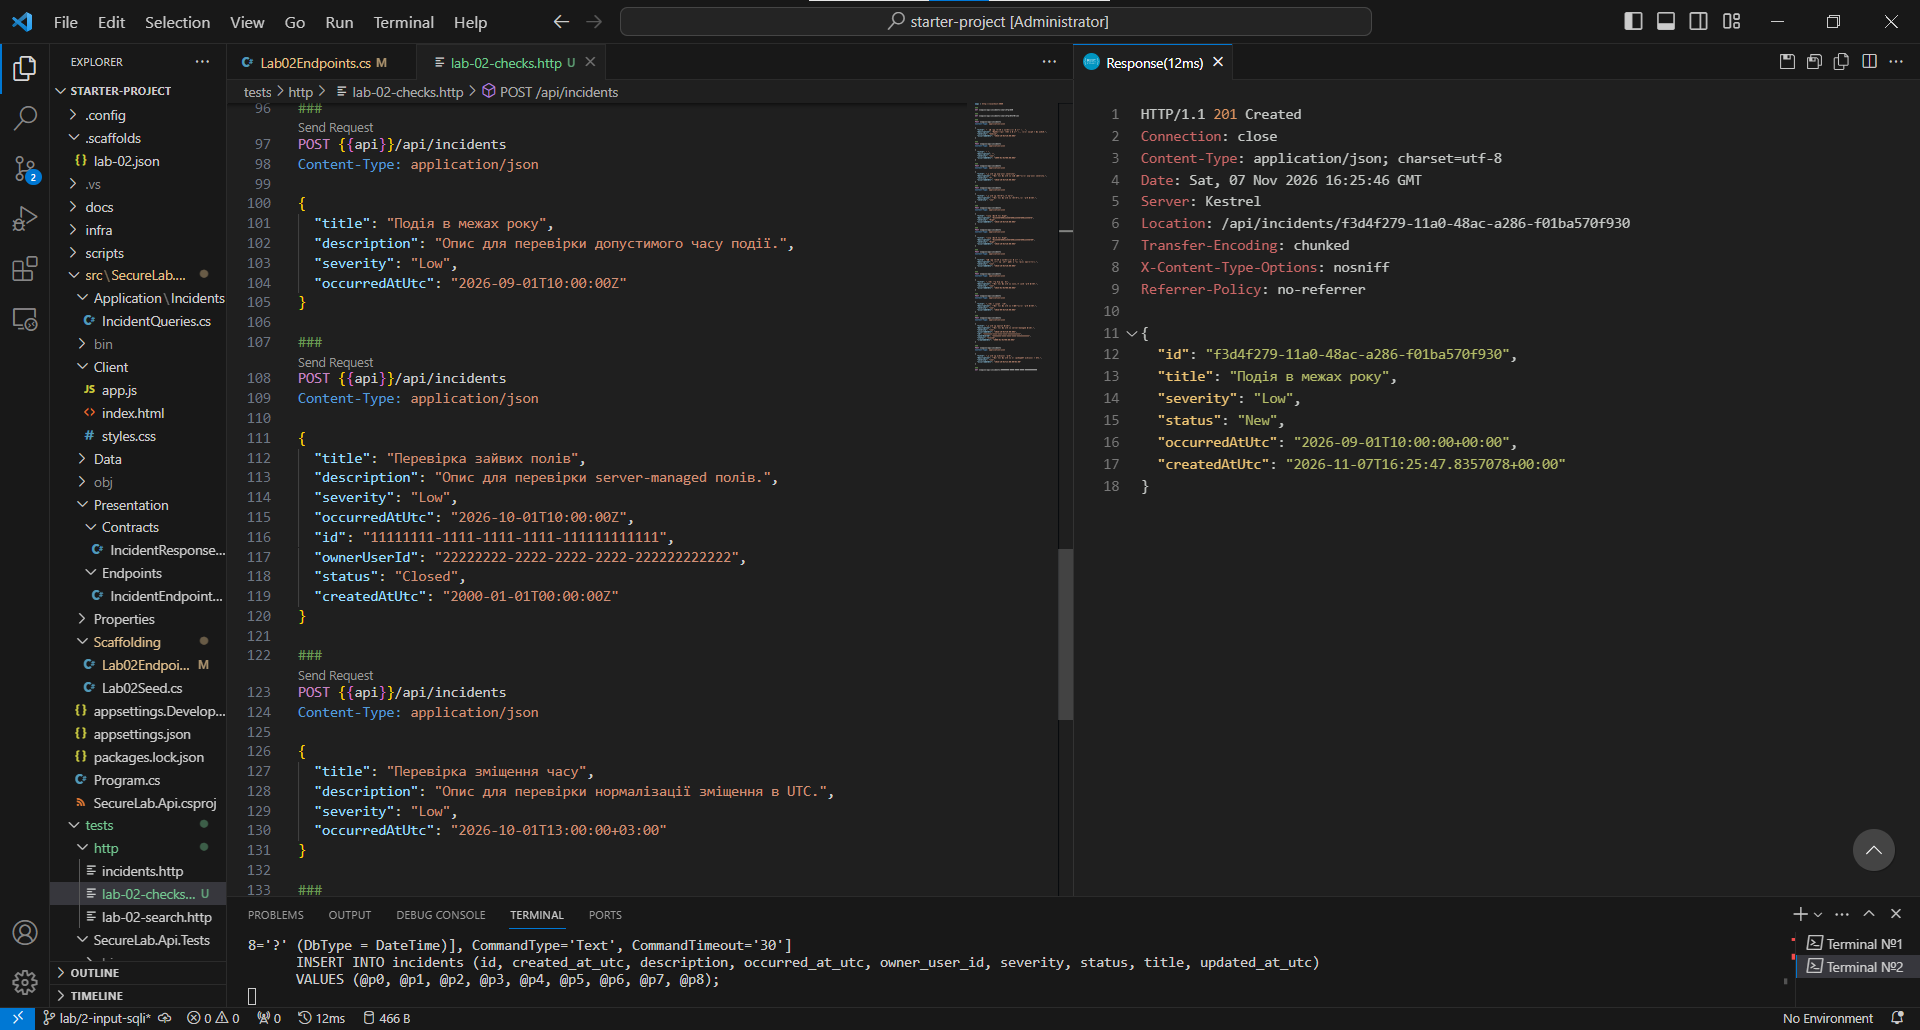 File Edit Selection View Go Run Terminal Help
starter-project [Administrator]
EXPLORER
STARTER-PROJECT
.config
.scaffolds
lab-02.json
.vs
docs
infra
scripts
src\SecureLab....
Application\Incidents
IncidentQueries.cs
bin
Client
JS app.js
index.html
styles.css
Data
obj
Presentation
Contracts
IncidentResponse...
Endpoints
IncidentEndpoint...
Properties
Scaffolding
Lab02Endpoi... M
Lab02Seed.cs
appsettings.Develop...
appsettings.json
packages.lock.json
Program.cs
SecureLab.Api.csproj
tests
http
incidents.http
lab-02-checks... U
lab-02-search.http
SecureLab.Api.Tests
OUTLINE
TIMELINE
Lab02Endpoints.cs M
lab-02-checks.http U
tests > http > lab-02-checks.http > POST /api/incidents
96 ###
Send Request
97 POST {{api}}/api/incidents
98 Content-Type: application/json
99
100 {
101 "title": "Подія в межах року",
102 "description": "Опис для перевірки допустимого часу події.",
103 "severity": "Low",
104 "occurredAtUtc": "2026-09-01T10:00:00Z"
105 }
106
107 ###
Send Request
108 POST {{api}}/api/incidents
109 Content-Type: application/json
110
111 {
112 "title": "Перевірка зайвих полів",
113 "description": "Опис для перевірки server-managed полів.",
114 "severity": "Low",
115 "occurredAtUtc": "2026-10-01T10:00:00Z",
116 "id": "11111111-1111-1111-1111-111111111111",
117 "ownerUserId": "22222222-2222-2222-2222-222222222222",
118 "status": "Closed",
119 "createdAtUtc": "2000-01-01T00:00:00Z"
120 }
121
122 ###
Send Request
123 POST {{api}}/api/incidents
124 Content-Type: application/json
125
126 {
127 "title": "Перевірка зміщення часу",
128 "description": "Опис для перевірки нормалізації зміщення в UTC.",
129 "severity": "Low",
130 "occurredAtUtc": "2026-10-01T13:00:00+03:00"
131 }
132
133 ###
Response(12ms)
1 HTTP/1.1 201 Created
2 Connection: close
3 Content-Type: application/json; charset=utf-8
4 Date: Sat, 07 Nov 2026 16:25:46 GMT
5 Server: Kestrel
6 Location: /api/incidents/f3d4f279-11a0-48ac-a286-f01ba570f930
7 Transfer-Encoding: chunked
8 X-Content-Type-Options: nosniff
9 Referrer-Policy: no-referrer
10
11 {
12 "id": "f3d4f279-11a0-48ac-a286-f01ba570f930",
13 "title": "Подія в межах року",
14 "severity": "Low",
15 "status": "New",
16 "occurredAtUtc": "2026-09-01T10:00:00+00:00",
17 "createdAtUtc": "2026-11-07T16:25:47.8357078+00:00"
18 }
PROBLEMS OUTPUT DEBUG CONSOLE TERMINAL PORTS
8='?' (DbType = DateTime)], CommandType='Text', CommandTimeout='30']
INSERT INTO incidents (id, created_at_utc, description, occurred_at_utc, owner_user_id, severity, status, title, updated_at_utc)
VALUES (@p0, @p1, @p2, @p3, @p4, @p5, @p6, @p7, @p8);
Terminal №1
Terminal №2
2
lab/2-input-sqli* 0 0 0 12ms 466 B No Environment